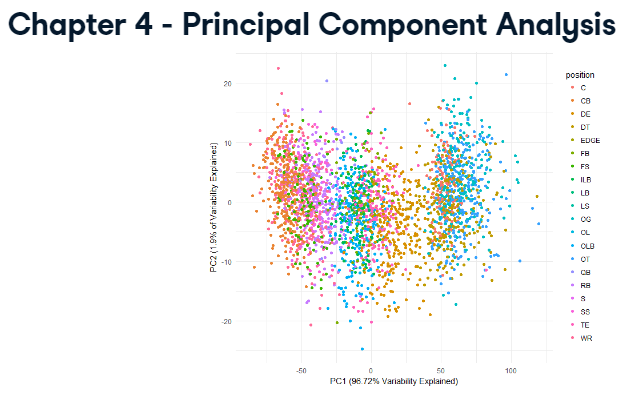 Chapter 4 - Principal Component Analysis
position
C
CB
DE
DT
EDGE
FB
FS
ILB
LB
LS
OG
OL
OLB
OT
QB
RB
S
SS
TE
WR
20
10
0
-10
-20
PC2 (1.9% of Variability Explained)
-50
0
50
100
PC1 (96.72% Variability Explained)